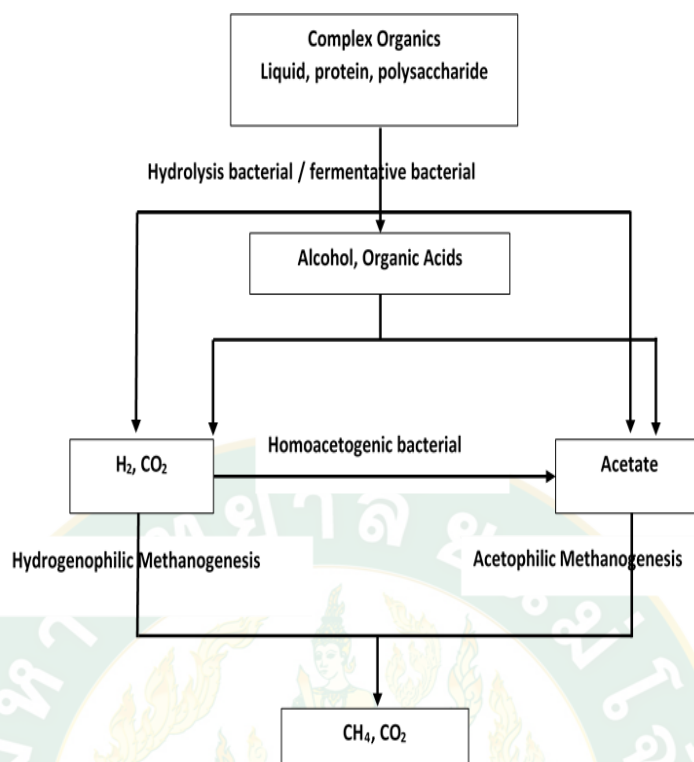 Complex Organics
Liquid, protein, polysaccharide
Hydrolysis bacterial / fermentative bacterial
Alcohol, Organic Acids
Homoacetogenic bacterial
H₂, CO₂
Acetate
Hydrogenophilic Methanogenesis
Acetophilic Methanogenesis
CH₄, CO₂